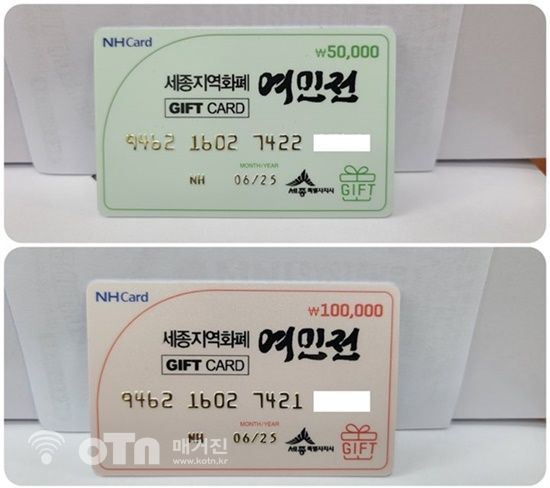 NHCard
₩50,000
세종지역화폐 여민전
GIFT CARD
9462 1602 7422
MONTH/YEAR
NH 06/25 세종특별자치시
GIFT
NHCard
₩100,000
세종지역화폐 여민전
GIFT CARD
9462 1602 7421
MONTH/YEAR
NH 06/25 세종특별자치시
GIFT
OTN 매거진
www.kotn.kr